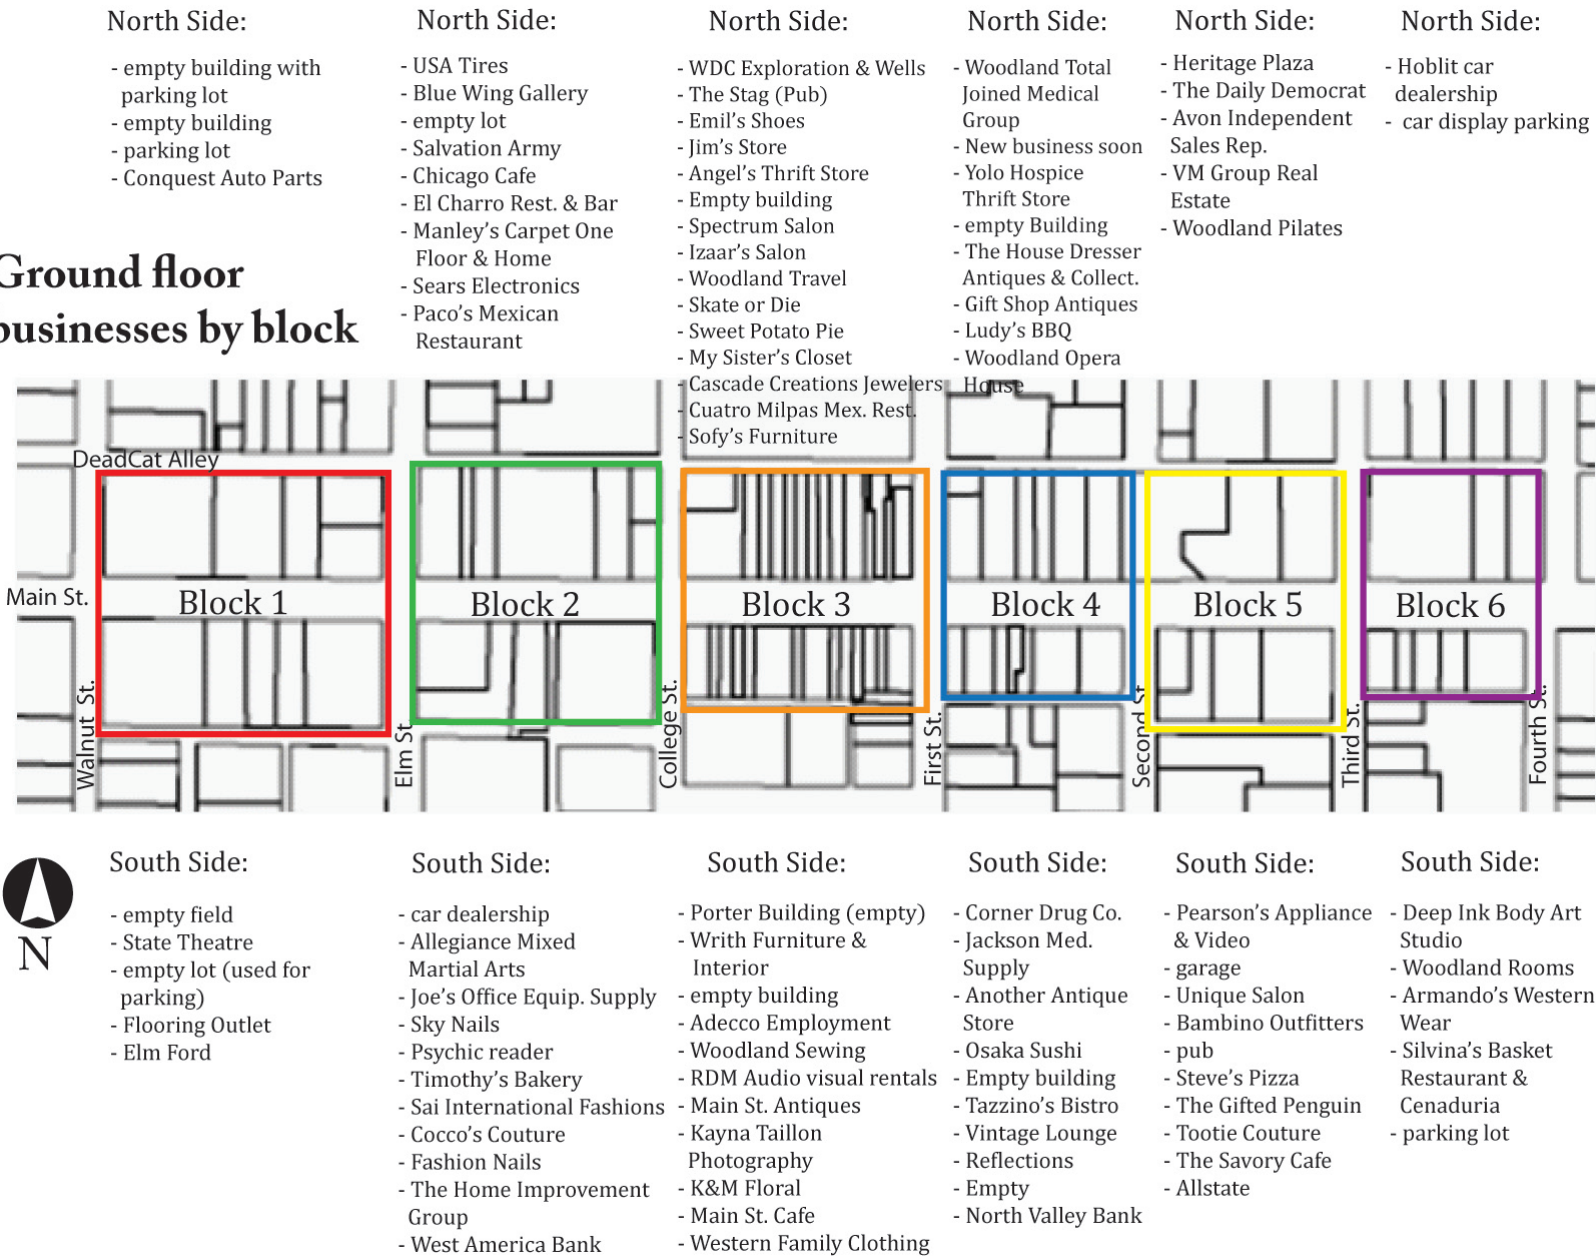 North Side:
- empty building with
parking lot
- empty building
- parking lot
- Conquest Auto Parts
North Side:
- USA Tires
- Blue Wing Gallery
- empty lot
- Salvation Army
- Chicago Cafe
- El Charro Rest. & Bar
- Manley's Carpet One
Floor & Home
- Sears Electronics
- Paco's Mexican
Restaurant
North Side:
- WDC Exploration & Wells
- The Stag (Pub)
- Emil's Shoes
- Jim's Store
- Angel's Thrift Store
- Empty building
- Spectrum Salon
- Izaar's Salon
- Woodland Travel
- Skate or Die
- Sweet Potato Pie
- My Sister's Closet
- Cascade Creations Jewelers
- Cuatro Milpas Mex. Rest.
- Sofy's Furniture
North Side:
- Woodland Total
Joined Medical
Group
- New business soon
- Yolo Hospice
Thrift Store
- empty Building
- The House Dresser
Antiques & Collect.
- Gift Shop Antiques
- Ludy's BBQ
- Woodland Opera
House
North Side:
- Heritage Plaza
- The Daily Democrat
- Avon Independent
Sales Rep.
- VM Group Real
Estate
- Woodland Pilates
North Side:
- Hoblit car
dealership
- car display parking
Ground floor
businesses by block
DeadCat Alley
Main St.
Block 1
Block 2
Block 3
Block 4
Block 5
Block 6
Walnut St.
Elm St.
College St.
First St.
Second St.
Third St.
Fourth St.
N
South Side:
- empty field
- State Theatre
- empty lot (used for
parking)
- Flooring Outlet
- Elm Ford
South Side:
- car dealership
- Allegiance Mixed
Martial Arts
- Joe's Office Equip. Supply
- Sky Nails
- Psychic reader
- Timothy's Bakery
- Sai International Fashions
- Cocco's Couture
- Fashion Nails
- The Home Improvement
Group
- West America Bank
South Side:
- Porter Building (empty)
- Writh Furniture &
Interior
- empty building
- Adecco Employment
- Woodland Sewing
- RDM Audio visual rentals
- Main St. Antiques
- Kayna Taillon
Photography
- K&M Floral
- Main St. Cafe
- Western Family Clothing
South Side:
- Corner Drug Co.
- Jackson Med.
Supply
- Another Antique
Store
- Osaka Sushi
- Empty building
- Tazzino's Bistro
- Vintage Lounge
- Reflections
- Empty
- North Valley Bank
South Side:
- Pearson's Appliance
& Video
- garage
- Unique Salon
- Bambino Outfitters
- pub
- Steve's Pizza
- The Gifted Penguin
- Tootie Couture
- The Savory Cafe
- Allstate
South Side:
- Deep Ink Body Art
Studio
- Woodland Rooms
- Armando's Western
Wear
- Silvina's Basket
Restaurant &
Cenaduria
- parking lot